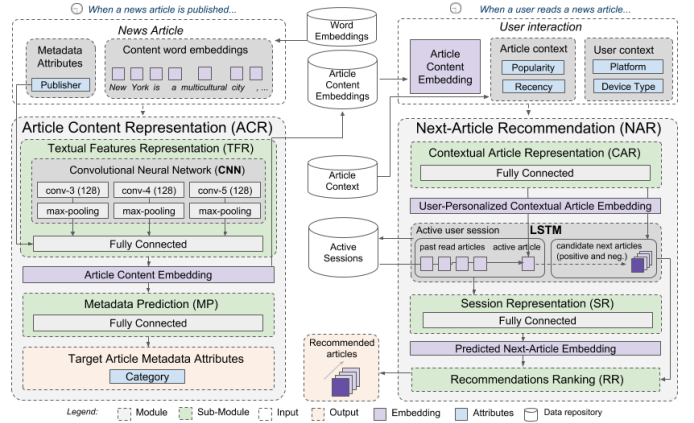 When a news article is published...
News Article
Metadata
Attributes
Publisher
Content word embeddings
New York is a multicultural city , ...
Article Content Representation (ACR)
Textual Features Representation (TFR)
Convolutional Neural Network (CNN)
conv-3 (128)
conv-4 (128)
conv-5 (128)
max-pooling
max-pooling
max-pooling
Fully Connected
Article Content Embedding
Metadata Prediction (MP)
Fully Connected
Target Article Metadata Attributes
Category
Word
Embeddings
Article
Content
Embeddings
Article
Context
Active
Sessions
Recommended
articles
When a user reads a news article...
User interaction
Article
Content
Embedding
Article context
Popularity
Recency
User context
Platform
Device Type
Next-Article Recommendation (NAR)
Contextual Article Representation (CAR)
Fully Connected
User-Personalized Contextual Article Embedding
LSTM
Active user session
past read articles
active article
candidate next articles
(positive and neg.)
Session Representation (SR)
Fully Connected
Predicted Next-Article Embedding
Recommendations Ranking (RR)
Legend:
Module
Sub-Module
Input
Output
Embedding
Attributes
Data repository